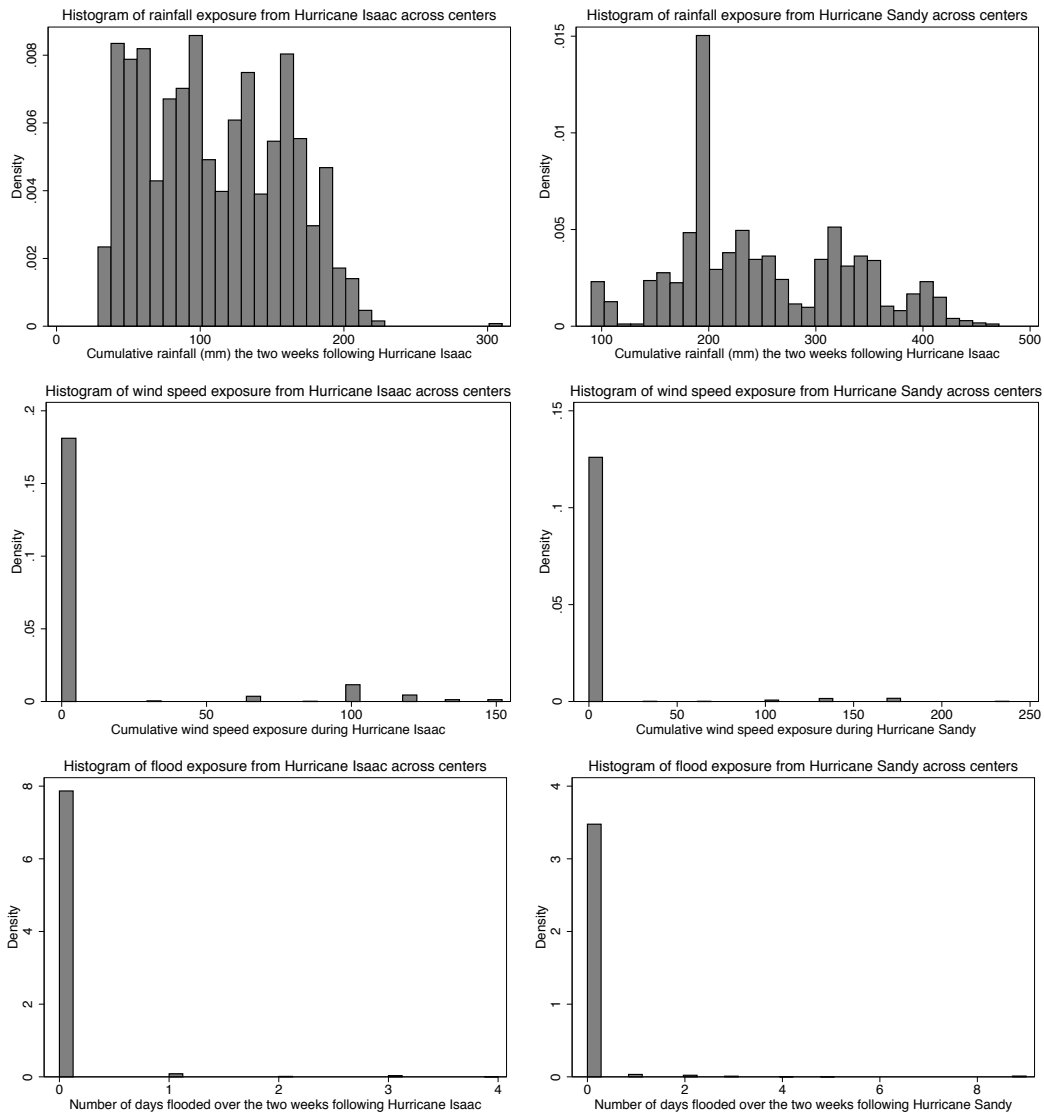 Histogram of rainfall exposure from Hurricane Isaac across centers
Density
0 .002 .004 .006 .008
0 100 200 300
Cumulative rainfall (mm) the two weeks following Hurricane Isaac
Histogram of rainfall exposure from Hurricane Sandy across centers
Density
0 .005 .01 .015
100 200 300 400 500
Cumulative rainfall (mm) the two weeks following Hurricane Isaac
Histogram of wind speed exposure from Hurricane Isaac across centers
Density
0 .05 .1 .15 .2
0 50 100 150
Cumulative wind speed exposure during Hurricane Isaac
Histogram of wind speed exposure from Hurricane Sandy across centers
Density
0 .05 .1 .15
0 50 100 150 200 250
Cumulative wind speed exposure during Hurricane Sandy
Histogram of flood exposure from Hurricane Isaac across centers
Density
0 2 4 6 8
0 1 2 3 4
Number of days flooded over the two weeks following Hurricane Isaac
Histogram of flood exposure from Hurricane Sandy across centers
Density
0 1 2 3 4
0 2 4 6 8
Number of days flooded over the two weeks following Hurricane Sandy